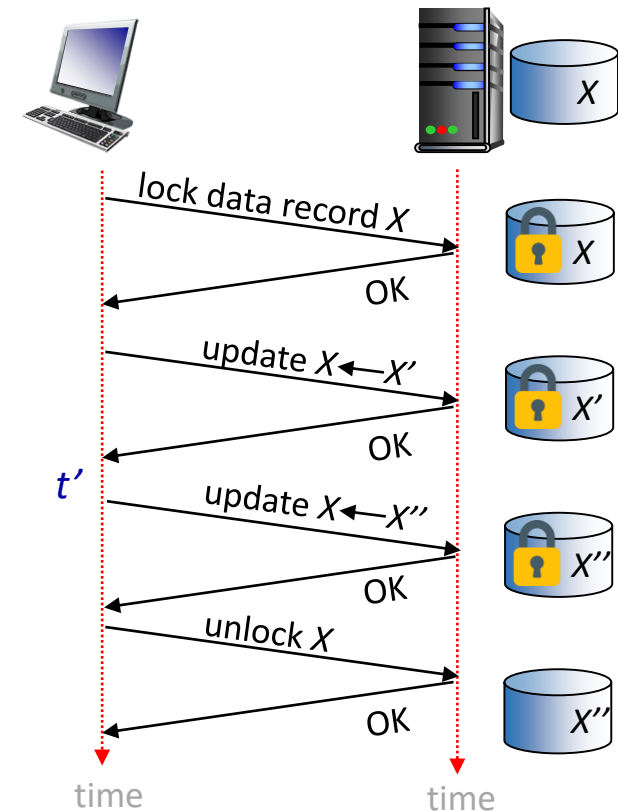 X
lock data record X
X
OK
update X←X'
X'
OK
t'
update X←X''
X''
OK
unlock X
X''
OK
time
time